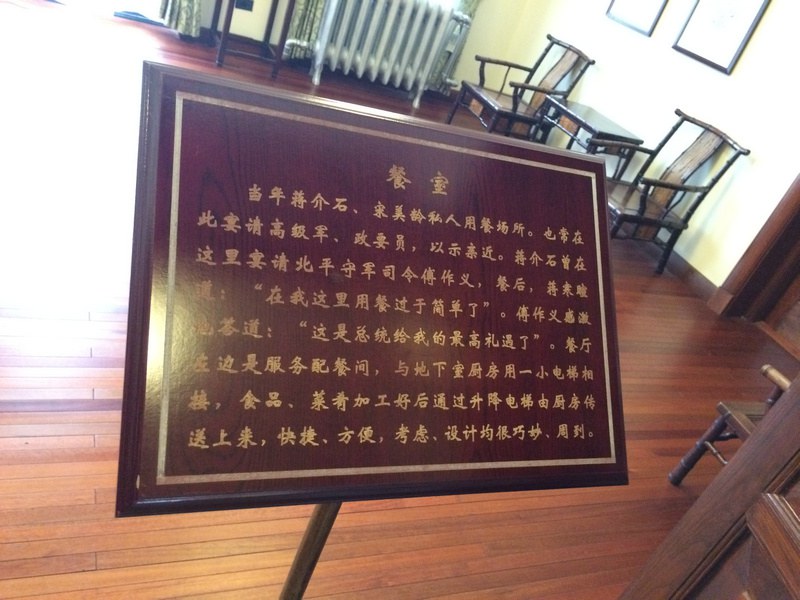 餐室
当年蒋介石、宋美龄私人用餐场所。也常在
此宴请高级军、政要员，以示亲近。蒋介石曾在
这里宴请北平守军司令傅作义，餐后，蒋来暄
道：“在我这里用餐过于简单了”。傅作义感激
地答道：“这是总统给我的最高礼遇了”。餐厅
左边是服务配餐间，与地下室厨房用一小电梯相
接，食品、菜肴加工好后通过升降电梯由厨房传
送上来，快捷、方便，考虑、设计均很巧妙、周到。